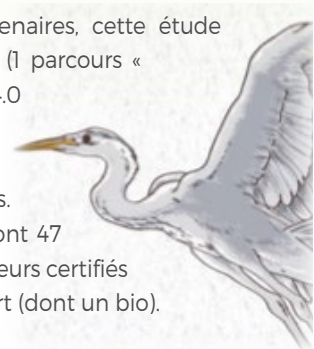 enaires, cette étude
(1 parcours «
.0
s.
ont 47
eurs certifiés
rt (dont un bio).